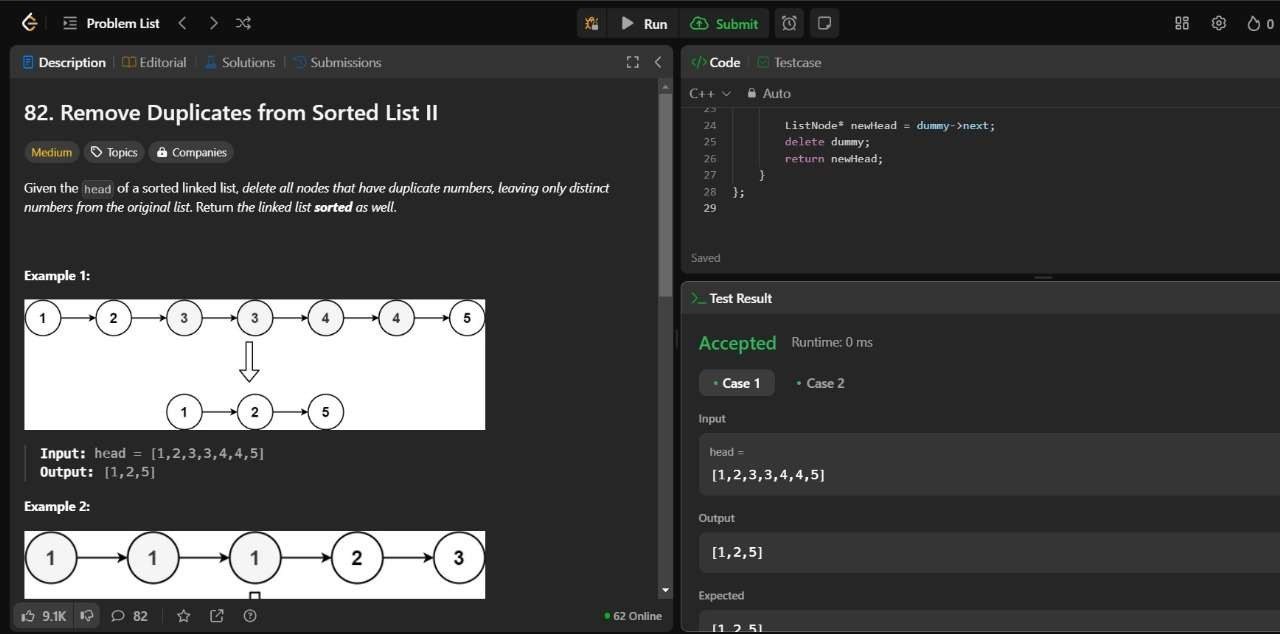 Problem List
Run
Submit
0
Description
Editorial
Solutions
Submissions
82. Remove Duplicates from Sorted List II
Medium
Topics
Companies
Given the head of a sorted linked list, delete all nodes that have duplicate numbers, leaving only distinct
numbers from the original list. Return the linked list sorted as well.
Example 1:
1 2 3 3 4 4 5
1 2 5
Input: head = [1,2,3,3,4,4,5]
Output: [1,2,5]
Example 2:
1 1 1 2 3
9.1K
82
62 Online
</> Code
Testcase
C++
Auto
23
24 ListNode* newHead = dummy->next;
25 delete dummy;
26 return newHead;
27 }
28 };
29
Saved
>_ Test Result
Accepted Runtime: 0 ms
• Case 1 • Case 2
Input
head =
[1,2,3,3,4,4,5]
Output
[1,2,5]
Expected
[1,2,5]